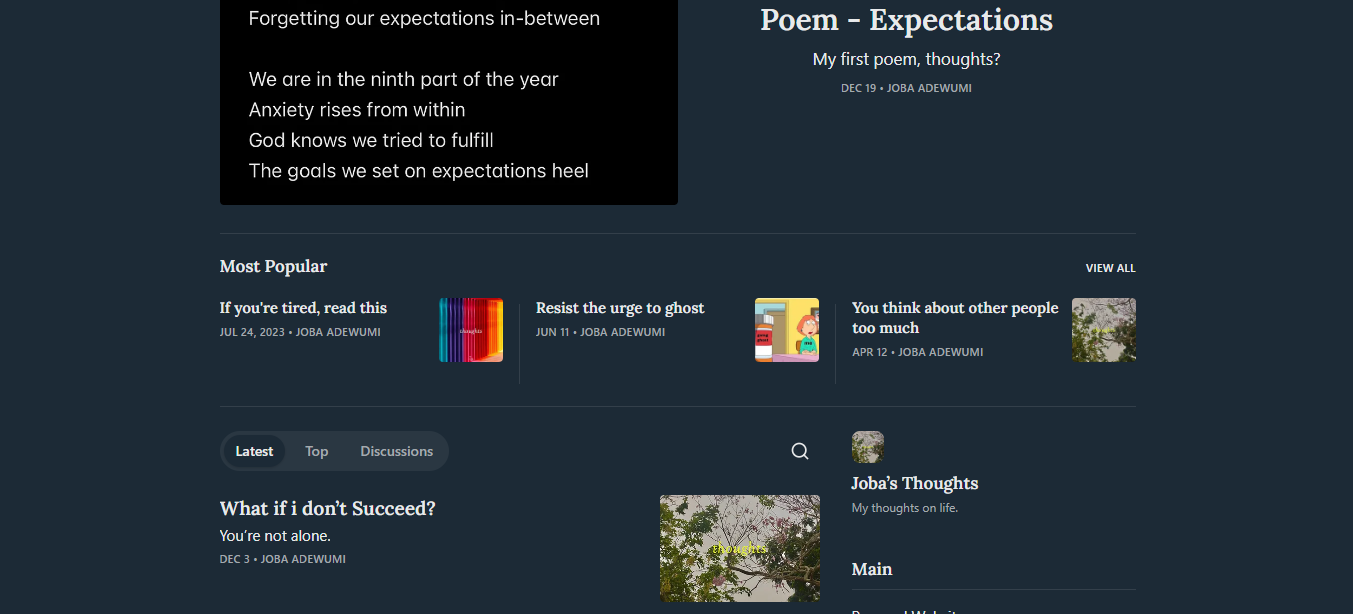 Forgetting our expectations in-between
We are in the ninth part of the year
Anxiety rises from within
God knows we tried to fulfill
The goals we set on expectations heel
Poem - Expectations
My first poem, thoughts?
DEC 19 • JOBA ADEWUMI
Most Popular
VIEW ALL
If you're tired, read this
JUL 24, 2023 • JOBA ADEWUMI
thoughts
Resist the urge to ghost
JUN 11 • JOBA ADEWUMI
You think about other people
too much
APR 12 • JOBA ADEWUMI
Latest
Top
Discussions
What if i don’t Succeed?
You’re not alone.
DEC 3 • JOBA ADEWUMI
thoughts
Joba’s Thoughts
My thoughts on life.
Main